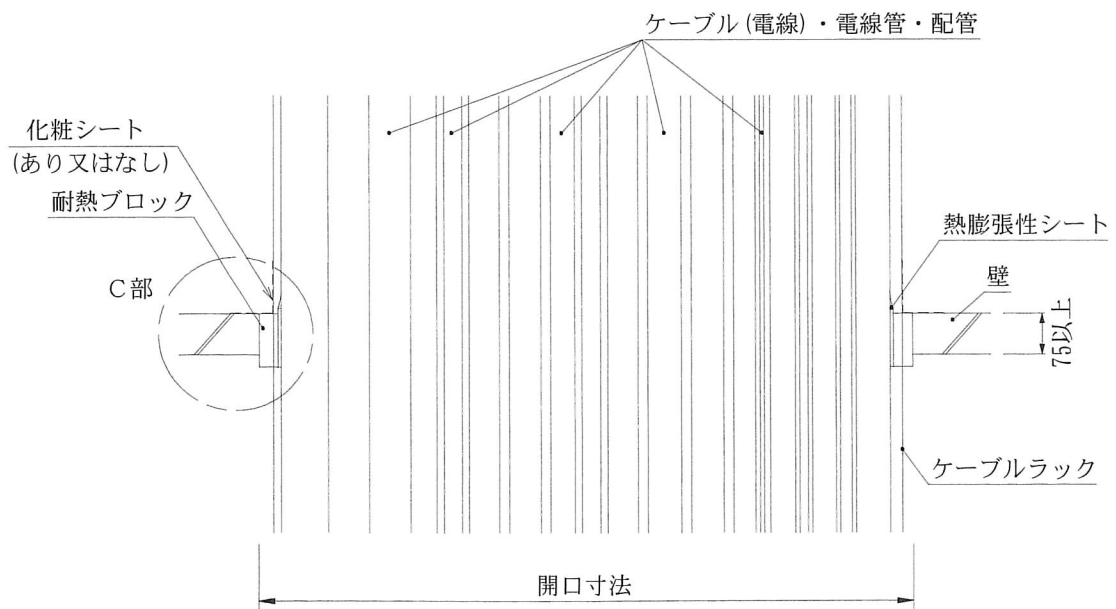 ケーブル(電線)・電線管・配管
化粧シート
(あり又はなし)
耐熱ブロック
C部
熱膨張性シート
壁
75以上
ケーブルラック
開口寸法